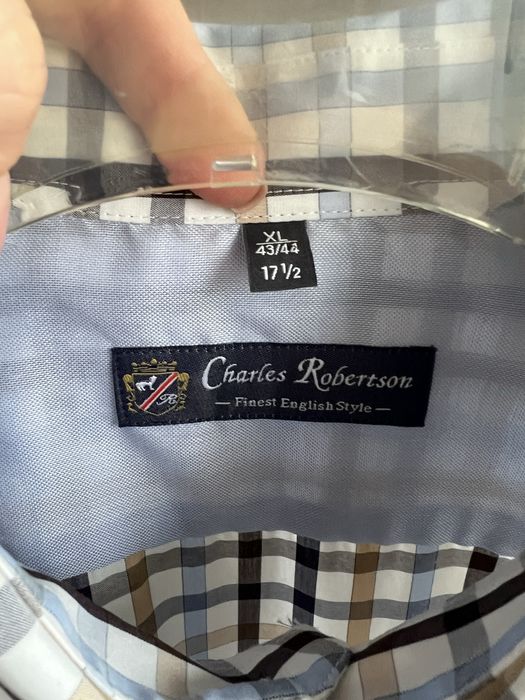 XL
43/44
17 1/2
Charles Robertson
— Finest English Style —
R